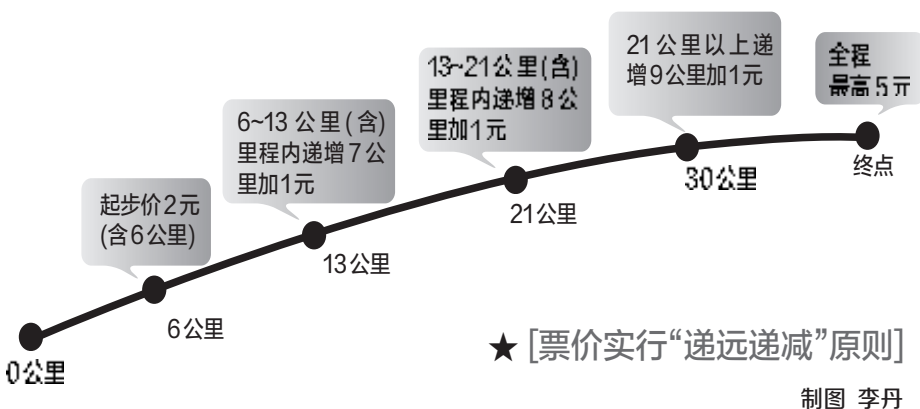 起步价2元
(含6公里)
6~13公里(含)
里程内递增7公
里加1元
13~21公里(含)
里程内递增8公
里加1元
21公里以上递
增9公里加1元
全程
最高5元
0公里
6公里
13公里
21公里
30公里
终点
★[票价实行“递远递减”原则]
制图 李丹